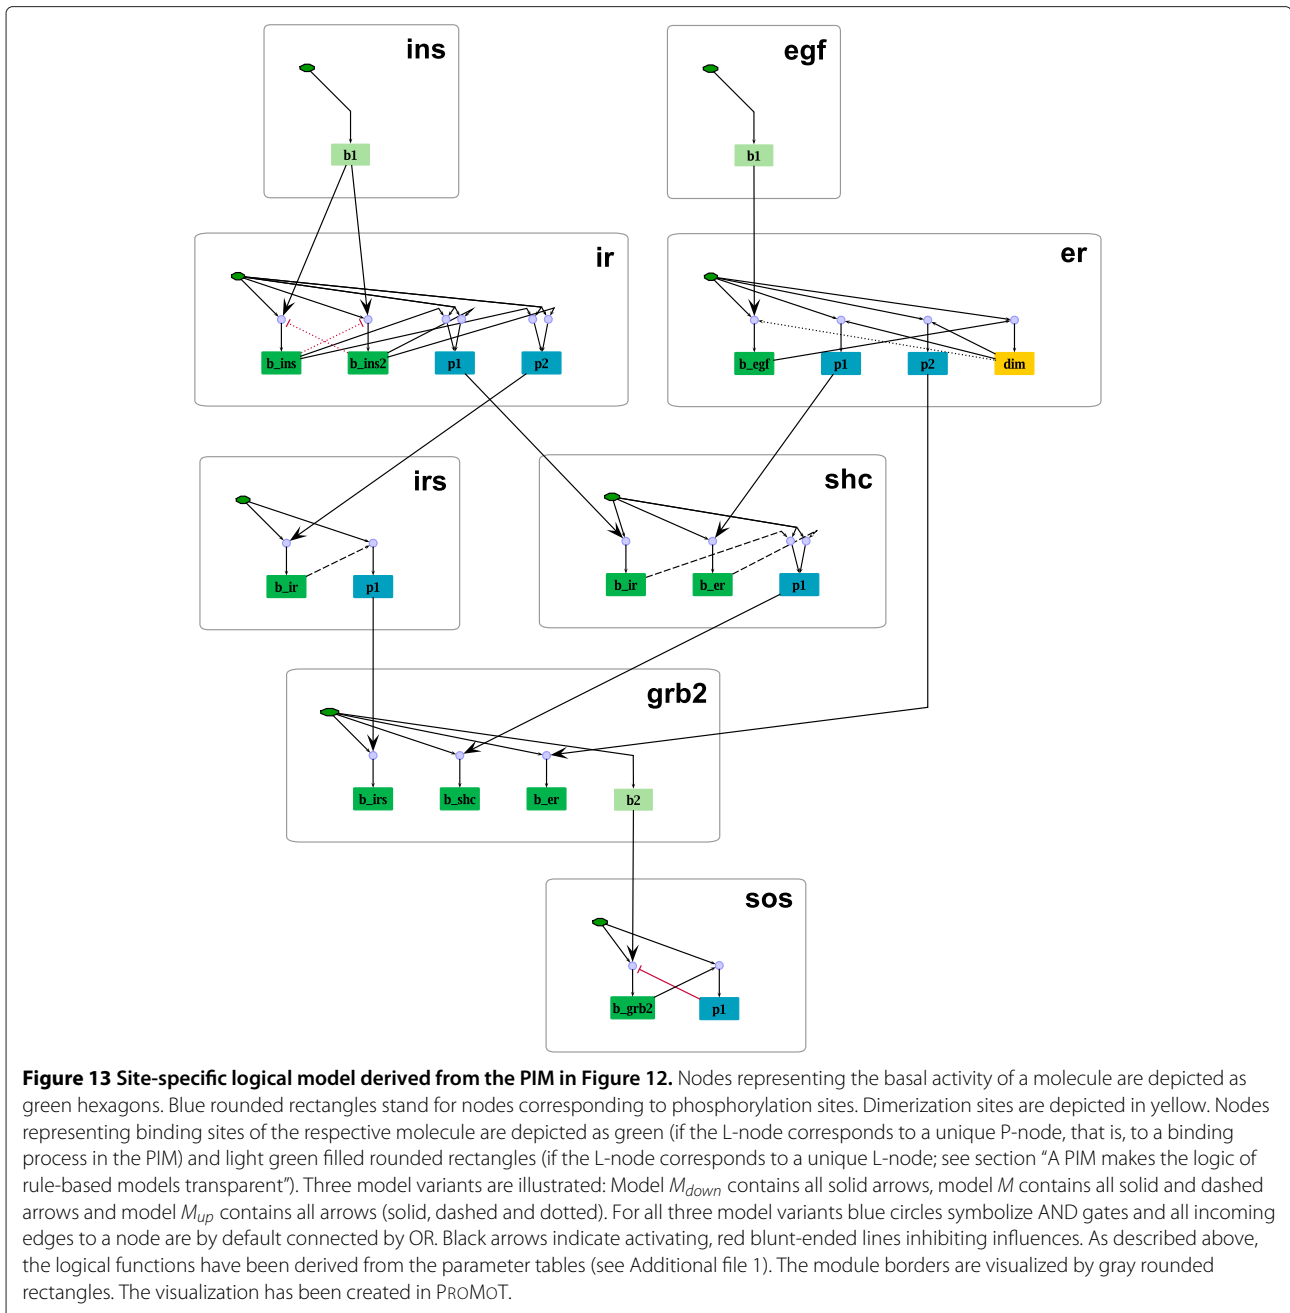 ins
egf
b1
b1
ir
er
b_ins
b_ins2
p1
p2
b_egf
p1
p2
dim
irs
shc
b_ir
p1
b_ir
b_er
p1
grb2
b_irs
b_shc
b_er
b2
sos
b_grb2
p1
Figure 13 Site-specific logical model derived from the PIM in Figure 12. Nodes representing the basal activity of a molecule are depicted as
green hexagons. Blue rounded rectangles stand for nodes corresponding to phosphorylation sites. Dimerization sites are depicted in yellow. Nodes
representing binding sites of the respective molecule are depicted as green (if the L-node corresponds to a unique P-node, that is, to a binding
process in the PIM) and light green filled rounded rectangles (if the L-node corresponds to a unique L-node; see section “A PIM makes the logic of
rule-based models transparent”). Three model variants are illustrated: Model Mdown contains all solid arrows, model M contains all solid and dashed
arrows and model Mup contains all arrows (solid, dashed and dotted). For all three model variants blue circles symbolize AND gates and all incoming
edges to a node are by default connected by OR. Black arrows indicate activating, red blunt-ended lines inhibiting influences. As described above,
the logical functions have been derived from the parameter tables (see Additional file 1). The module borders are visualized by gray rounded
rectangles. The visualization has been created in PROMOT.